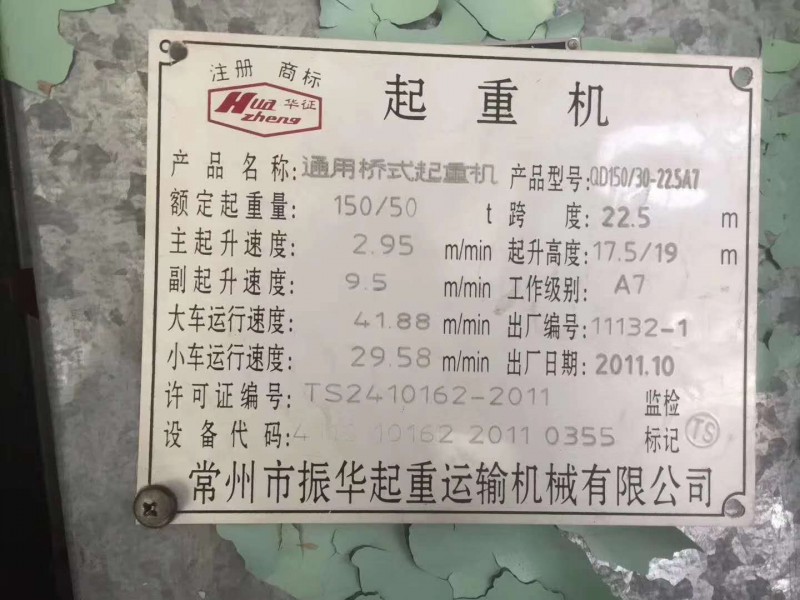 注册 商标
Hua 华征
zheng
起重机
产品名称:通用桥式起重机 产品型号:QD150/30-22.5A7
额定起重量: 150/50 t 跨 度:22.5 m
主起升速度: 2.95 m/min 起升高度:17.5/19 m
副起升速度: 9.5 m/min 工作级别: A7
大车运行速度: 41.88 m/min 出厂编号:11132-1
小车运行速度: 29.58 m/min 出厂日期:2011.10
许可证编号:TS2410162-2011 监检
设备代码:4 10162 2011 0355 标记 TS
常州市振华起重运输机械有限公司